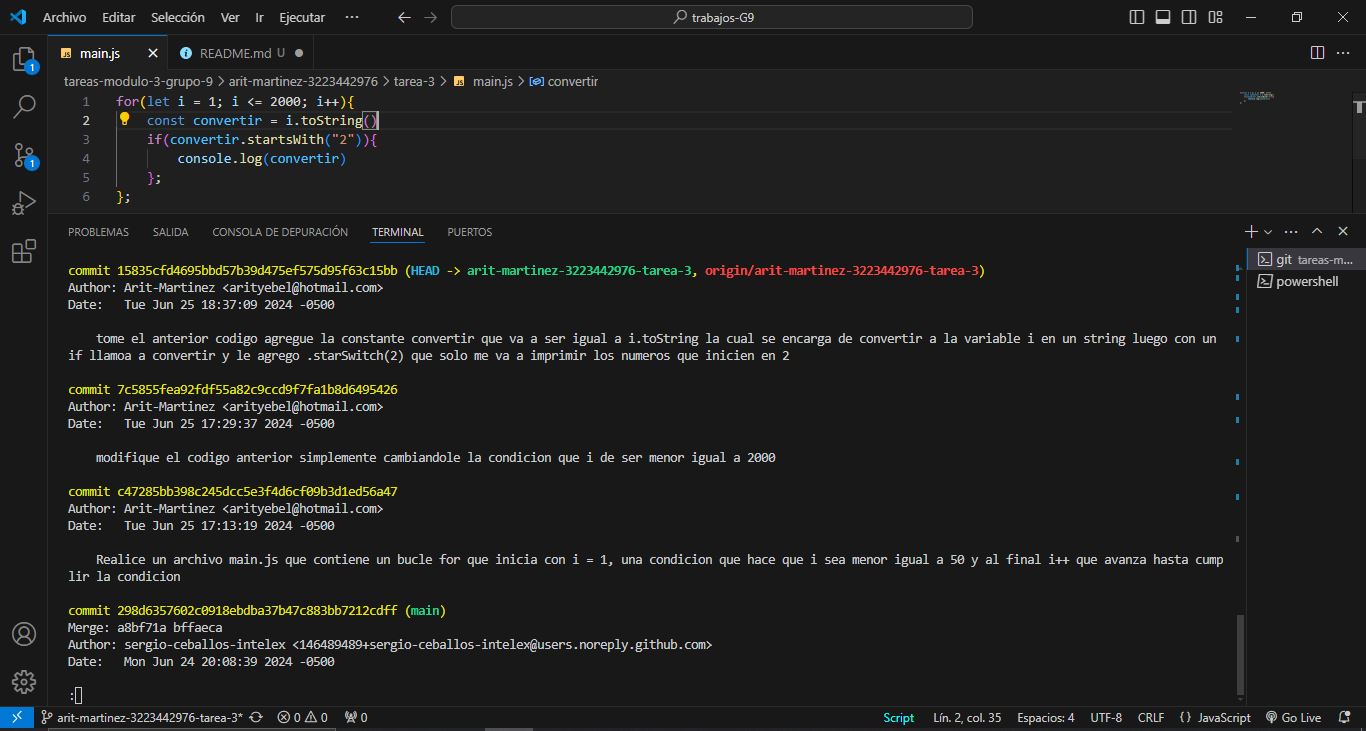 Archivo Editar Selección Ver Ir Ejecutar ··· trabajos-G9
main.js README.md U
tareas-modulo-3-grupo-9 > arit-martinez-3223442976 > tarea-3 > main.js > convertir
1 for(let i = 1; i <= 2000; i++){
2 const convertir = i.toString()
3 if(convertir.startsWith("2")){
4 console.log(convertir)
5 };
6 };
PROBLEMAS SALIDA CONSOLA DE DEPURACIÓN TERMINAL PUERTOS
git tareas-m...
powershell
commit 15835cfd4695bbd57b39d475ef575d95f63c15bb (HEAD -> arit-martinez-3223442976-tarea-3, origin/arit-martinez-3223442976-tarea-3)
Author: Arit-Martinez <arityebel@hotmail.com>
Date: Tue Jun 25 18:37:09 2024 -0500
tome el anterior codigo agregue la constante convertir que va a ser igual a i.toString la cual se encarga de convertir a la variable i en un string luego con un
if llamoa a convertir y le agrego .starSwitch(2) que solo me va a imprimir los numeros que inicien en 2
commit 7c5855fea92fdf55a82c9ccd9f7fa1b8d6495426
Author: Arit-Martinez <arityebel@hotmail.com>
Date: Tue Jun 25 17:29:37 2024 -0500
modifique el codigo anterior simplemente cambiandole la condicion que i de ser menor igual a 2000
commit c47285bb398c245dcc5e3f4d6cf09b3d1ed56a47
Author: Arit-Martinez <arityebel@hotmail.com>
Date: Tue Jun 25 17:13:19 2024 -0500
Realice un archivo main.js que contiene un bucle for que inicia con i = 1, una condicion que hace que i sea menor igual a 50 y al final i++ que avanza hasta cump
lir la condicion
commit 298d6357602c0918ebdba37b47c883bb7212cdff (main)
Merge: a8bf71a bffaeca
Author: sergio-ceballos-intelex <146489489+sergio-ceballos-intelex@users.noreply.github.com>
Date: Mon Jun 24 20:08:39 2024 -0500
:
arit-martinez-3223442976-tarea-3* 0 0 0 Script Lín. 2, col. 35 Espacios: 4 UTF-8 CRLF {} JavaScript Go Live